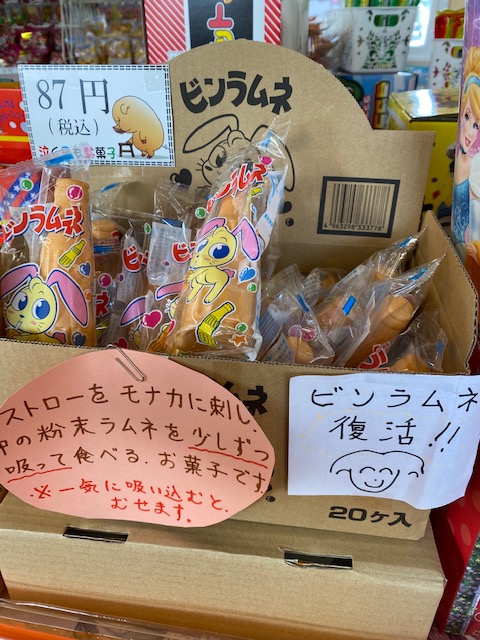 87円
(税込)
ビンラムネ
4965298333779
ビンラムネ
ビンラムネ
ストローをモナカに刺し
中の粉末ラムネを少しずつ
吸って食べる.お菓子です。
※一気に吸い込むと、
むせます。
ビンラムネ
復活!!
20ケ入